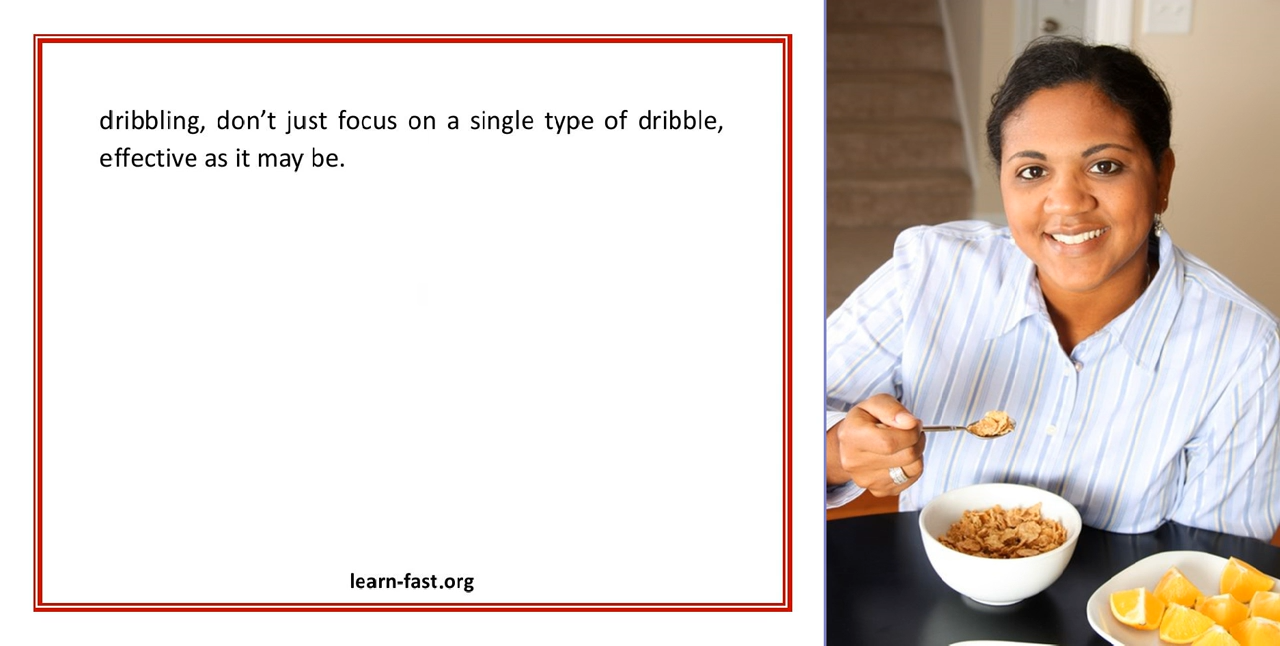 dribbling, don’t just focus on a single type of dribble,
effective as it may be.
learn-fast.org